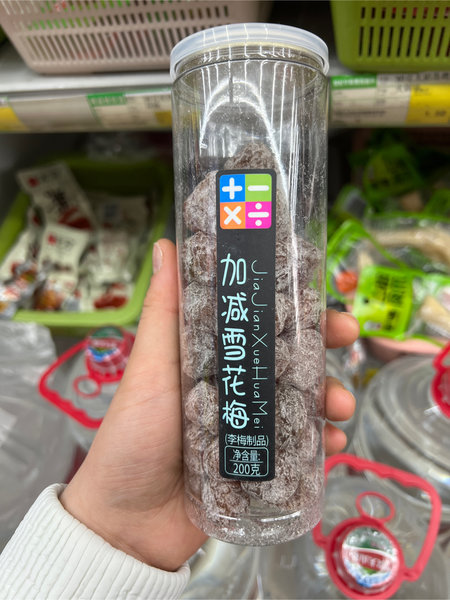 + −
× ÷
加减雪花梅
JiaJianXueHuaMei
(李梅制品)
净含量:
200克